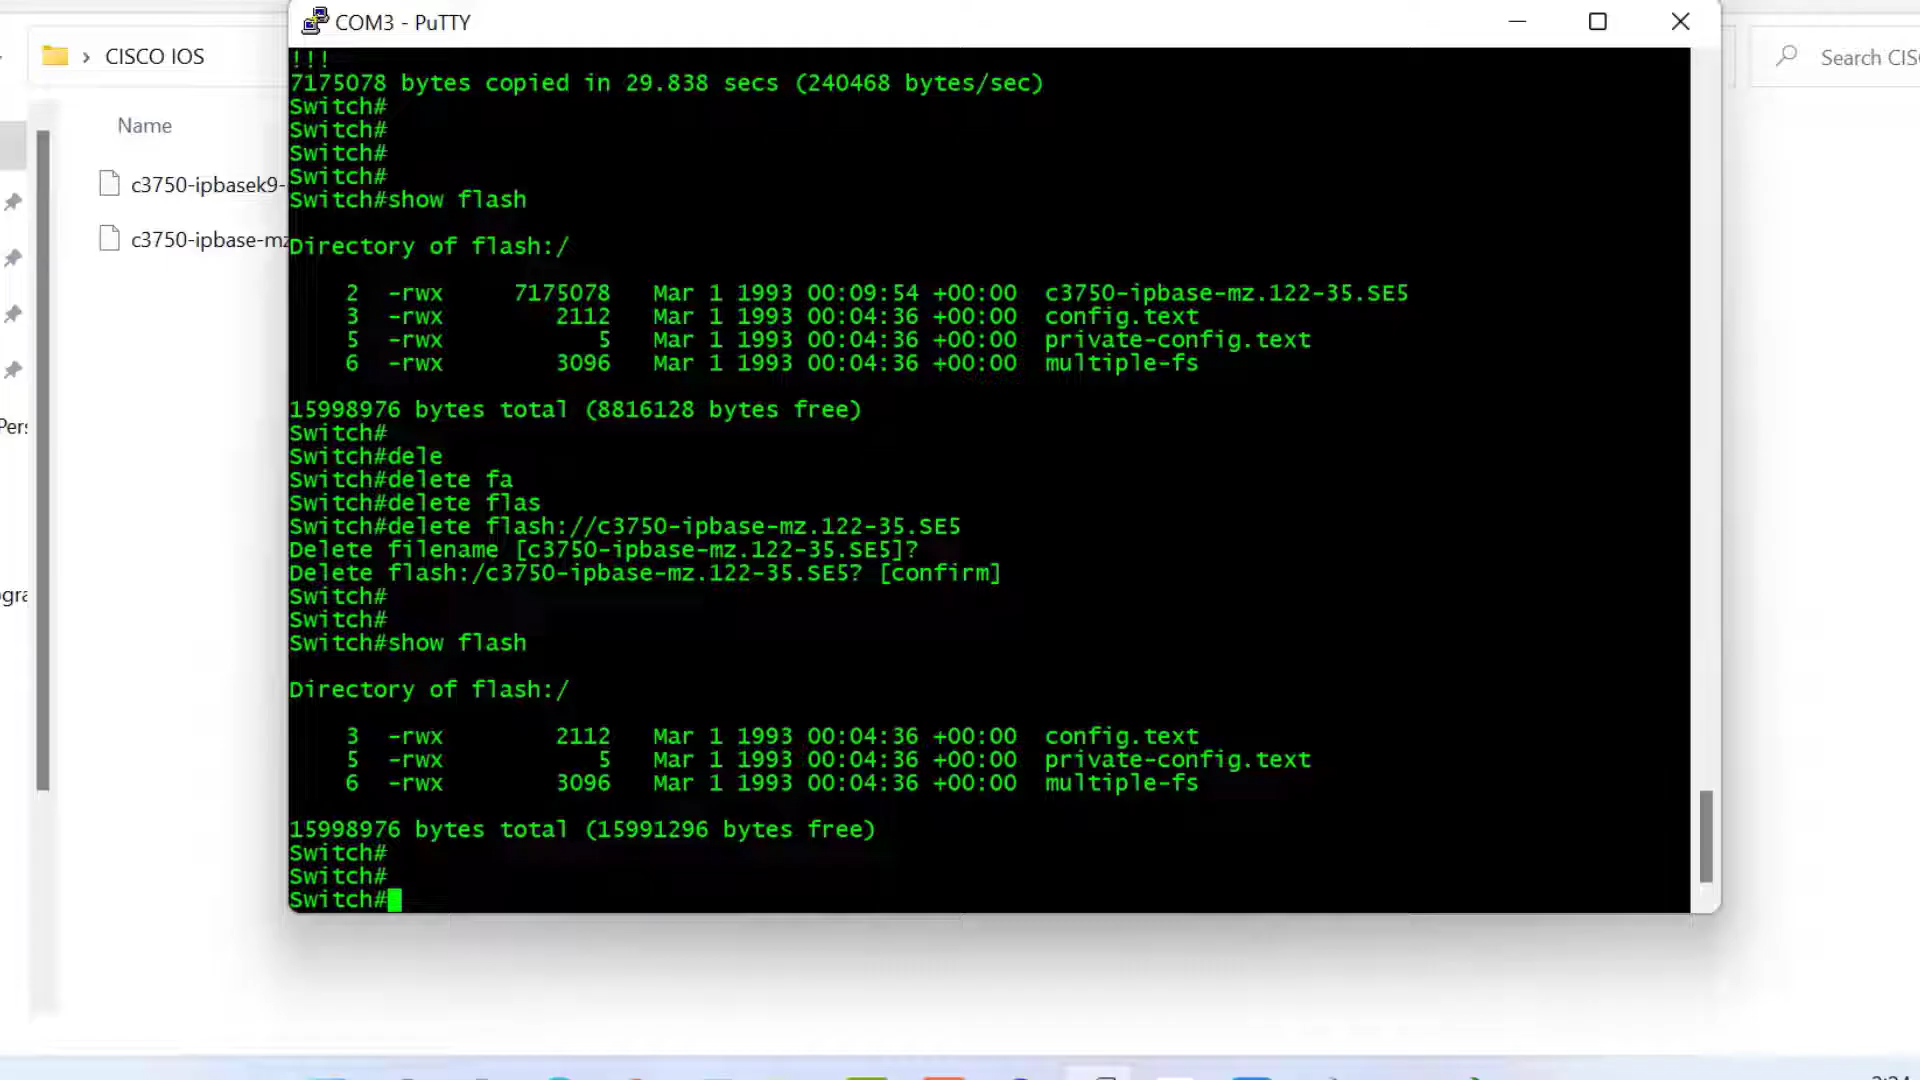 COM3 - PuTTY
CISCO IOS
Search CIS
Name
c3750-ipbasek9-
c3750-ipbase-mz
!!!
7175078 bytes copied in 29.838 secs (240468 bytes/sec)
Switch#
Switch#
Switch#
Switch#
Switch#show flash
Directory of flash:/
2 -rwx 7175078 Mar 1 1993 00:09:54 +00:00 c3750-ipbase-mz.122-35.SE5
3 -rwx 2112 Mar 1 1993 00:04:36 +00:00 config.text
5 -rwx 5 Mar 1 1993 00:04:36 +00:00 private-config.text
6 -rwx 3096 Mar 1 1993 00:04:36 +00:00 multiple-fs
15998976 bytes total (8816128 bytes free)
Switch#
Switch#dele
Switch#delete fa
Switch#delete flas
Switch#delete flash://c3750-ipbase-mz.122-35.SE5
Delete filename [c3750-ipbase-mz.122-35.SE5]?
Delete flash:/c3750-ipbase-mz.122-35.SE5? [confirm]
Switch#
Switch#
Switch#show flash
Directory of flash:/
3 -rwx 2112 Mar 1 1993 00:04:36 +00:00 config.text
5 -rwx 5 Mar 1 1993 00:04:36 +00:00 private-config.text
6 -rwx 3096 Mar 1 1993 00:04:36 +00:00 multiple-fs
15998976 bytes total (15991296 bytes free)
Switch#
Switch#
Switch#
Pers
ogra